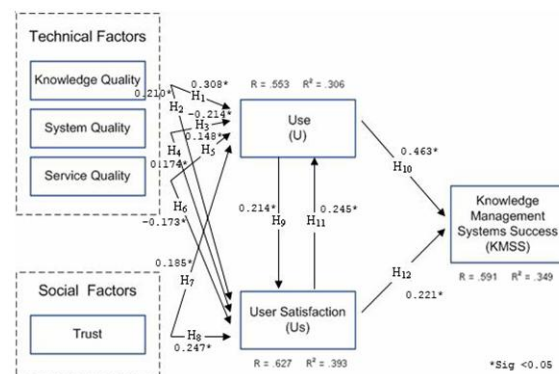 Technical Factors
Knowledge Quality
System Quality
Service Quality
Social Factors
Trust
0.210*
H2
0.308*
H1
-0.214*
H3
H4
0.148*
H5
0.174*
H6
-0.173*
0.185*
H7
H8
0.247*
R = .553 R² = .306
Use
(U)
0.214*
H9
0.245*
H11
0.463*
H10
User Satisfaction
(Us)
R = .627 R² = .393
H12
0.221*
Knowledge
Management
Systems Success
(KMSS)
R = .591 R² = .349
*Sig <0.05